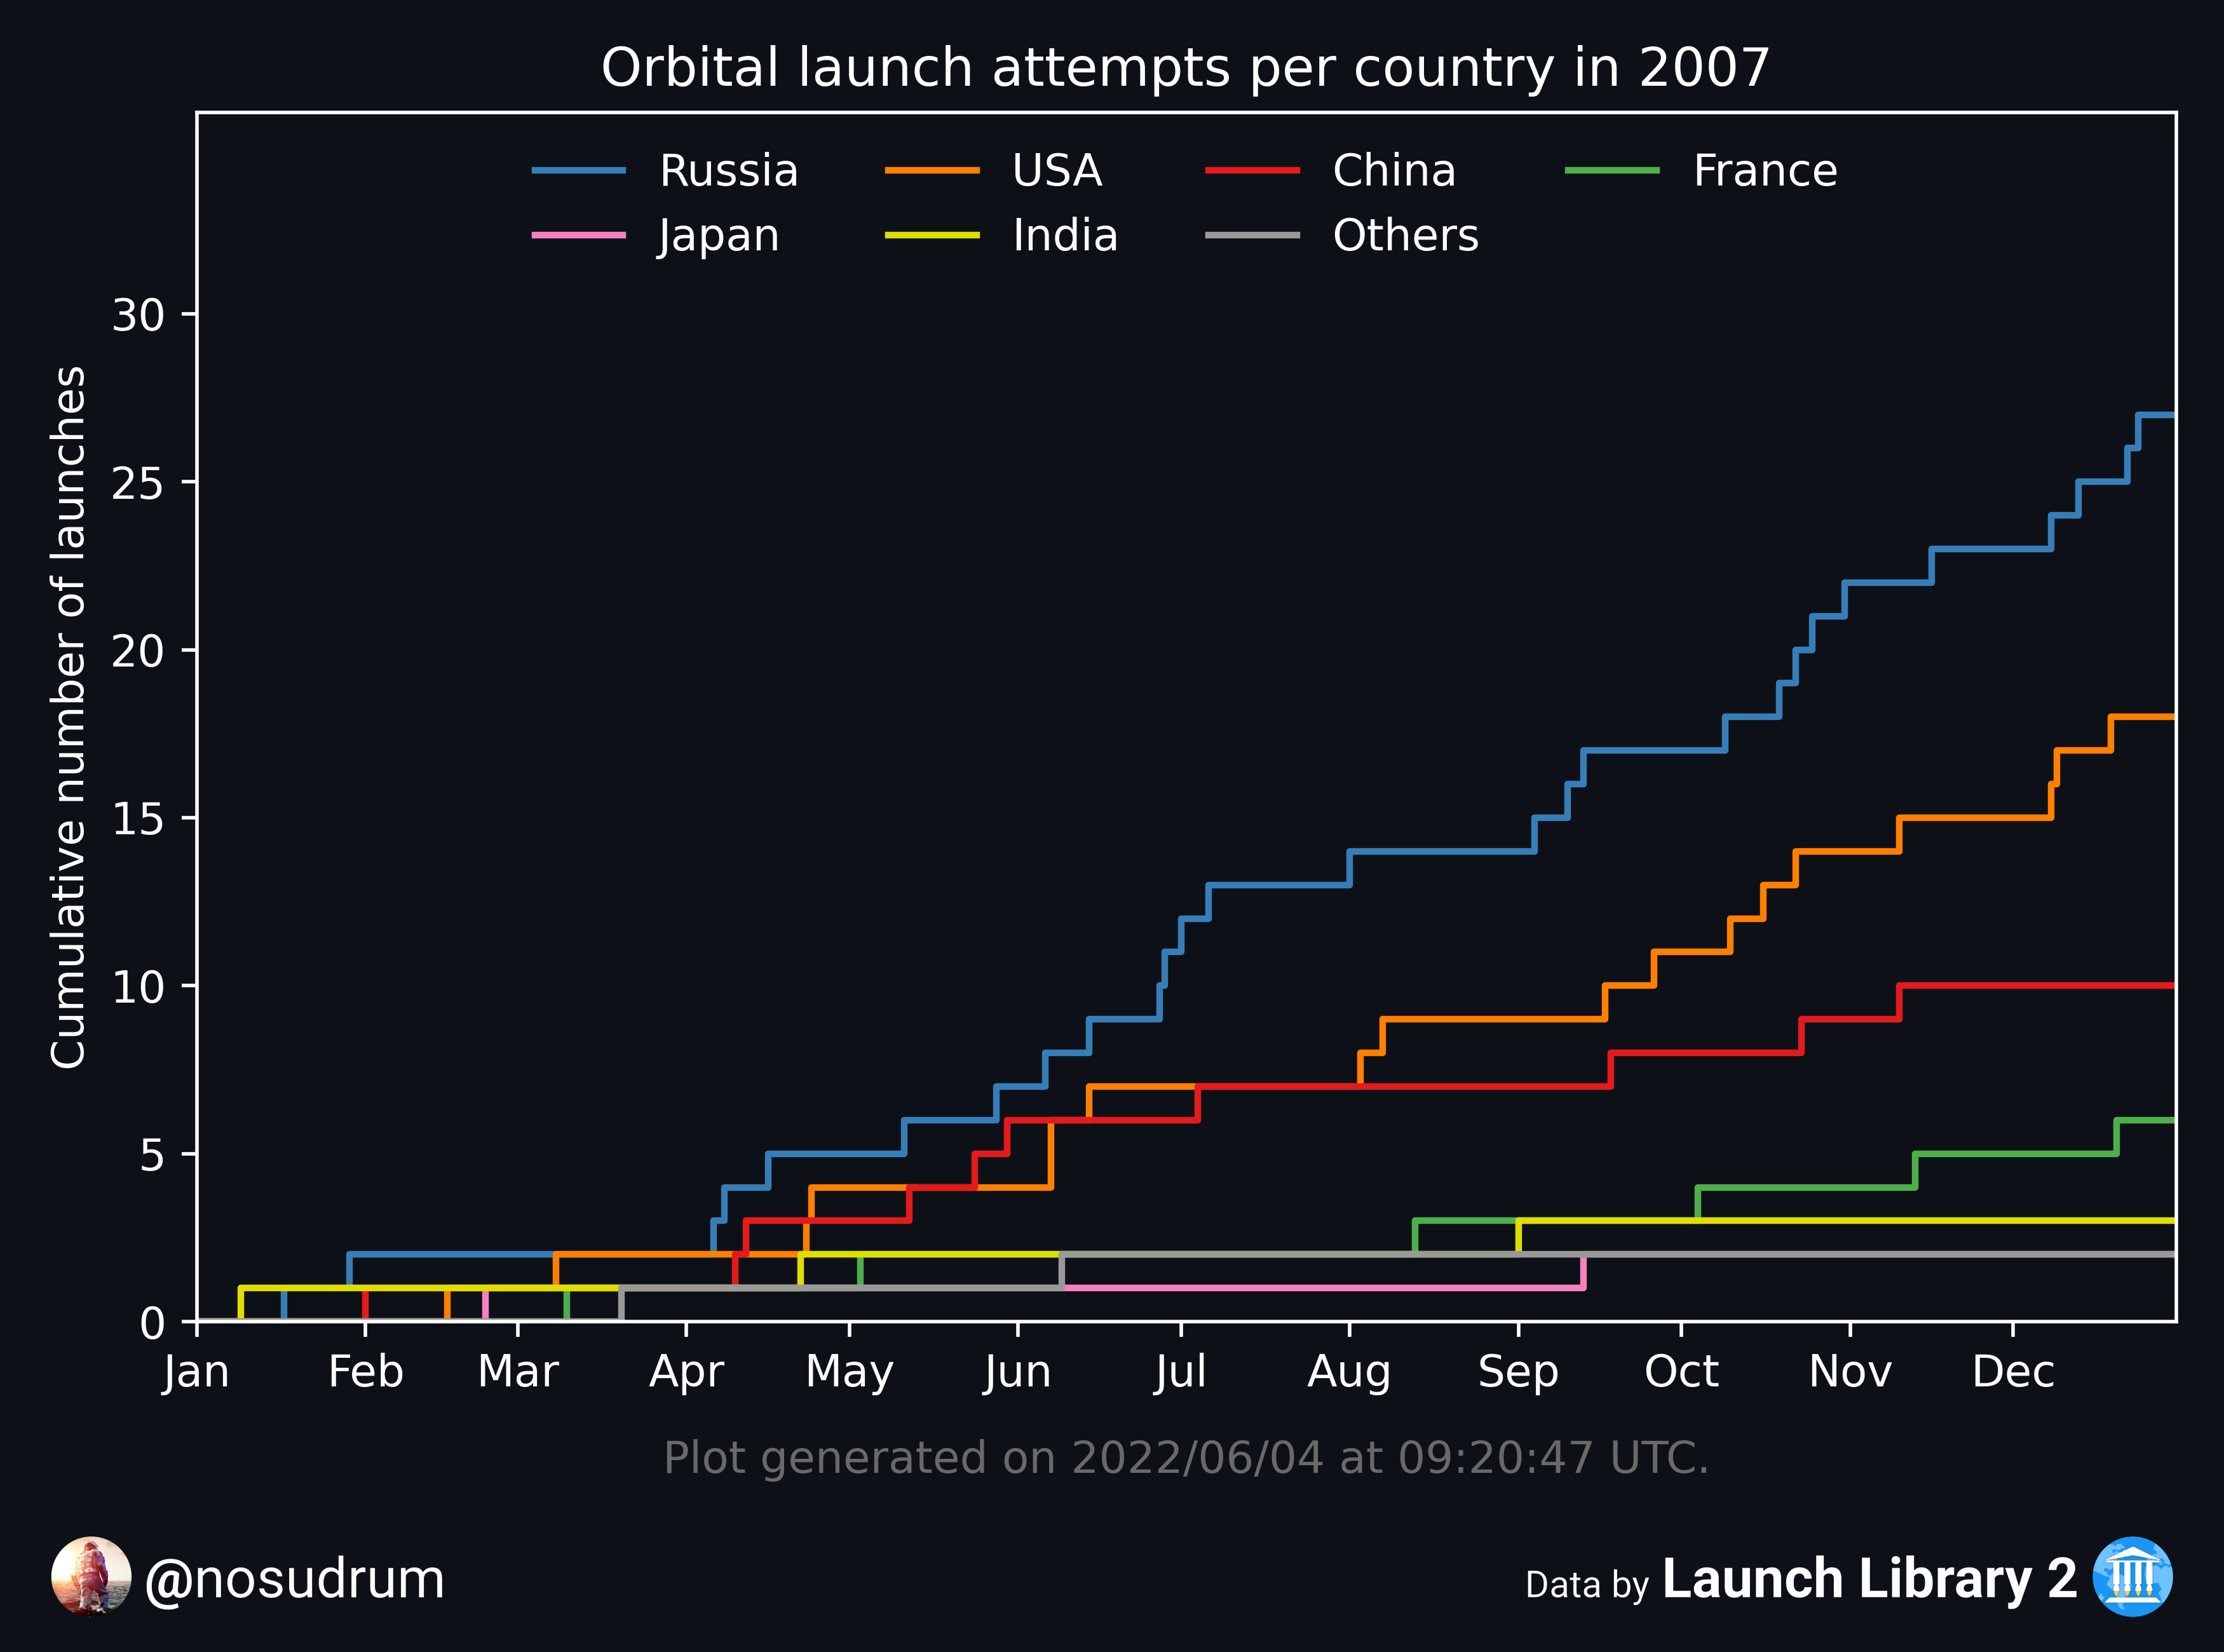 Orbital launch attempts per country in 2007
Russia USA China France
Japan India Others
Cumulative number of launches
30
25
20
15
10
5
0
Jan Feb Mar Apr May Jun Jul Aug Sep Oct Nov Dec
Plot generated on 2022/06/04 at 09:20:47 UTC.
@nosudrum
Data by Launch Library 2